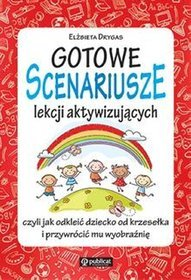 ELŻBIETA DRYGAS
GOTOWE
SCENARIUSZE
lekcji aktywizujących
czyli jak odkleić dziecko od krzesełka
i przywrócić mu wyobraźnię
publicat